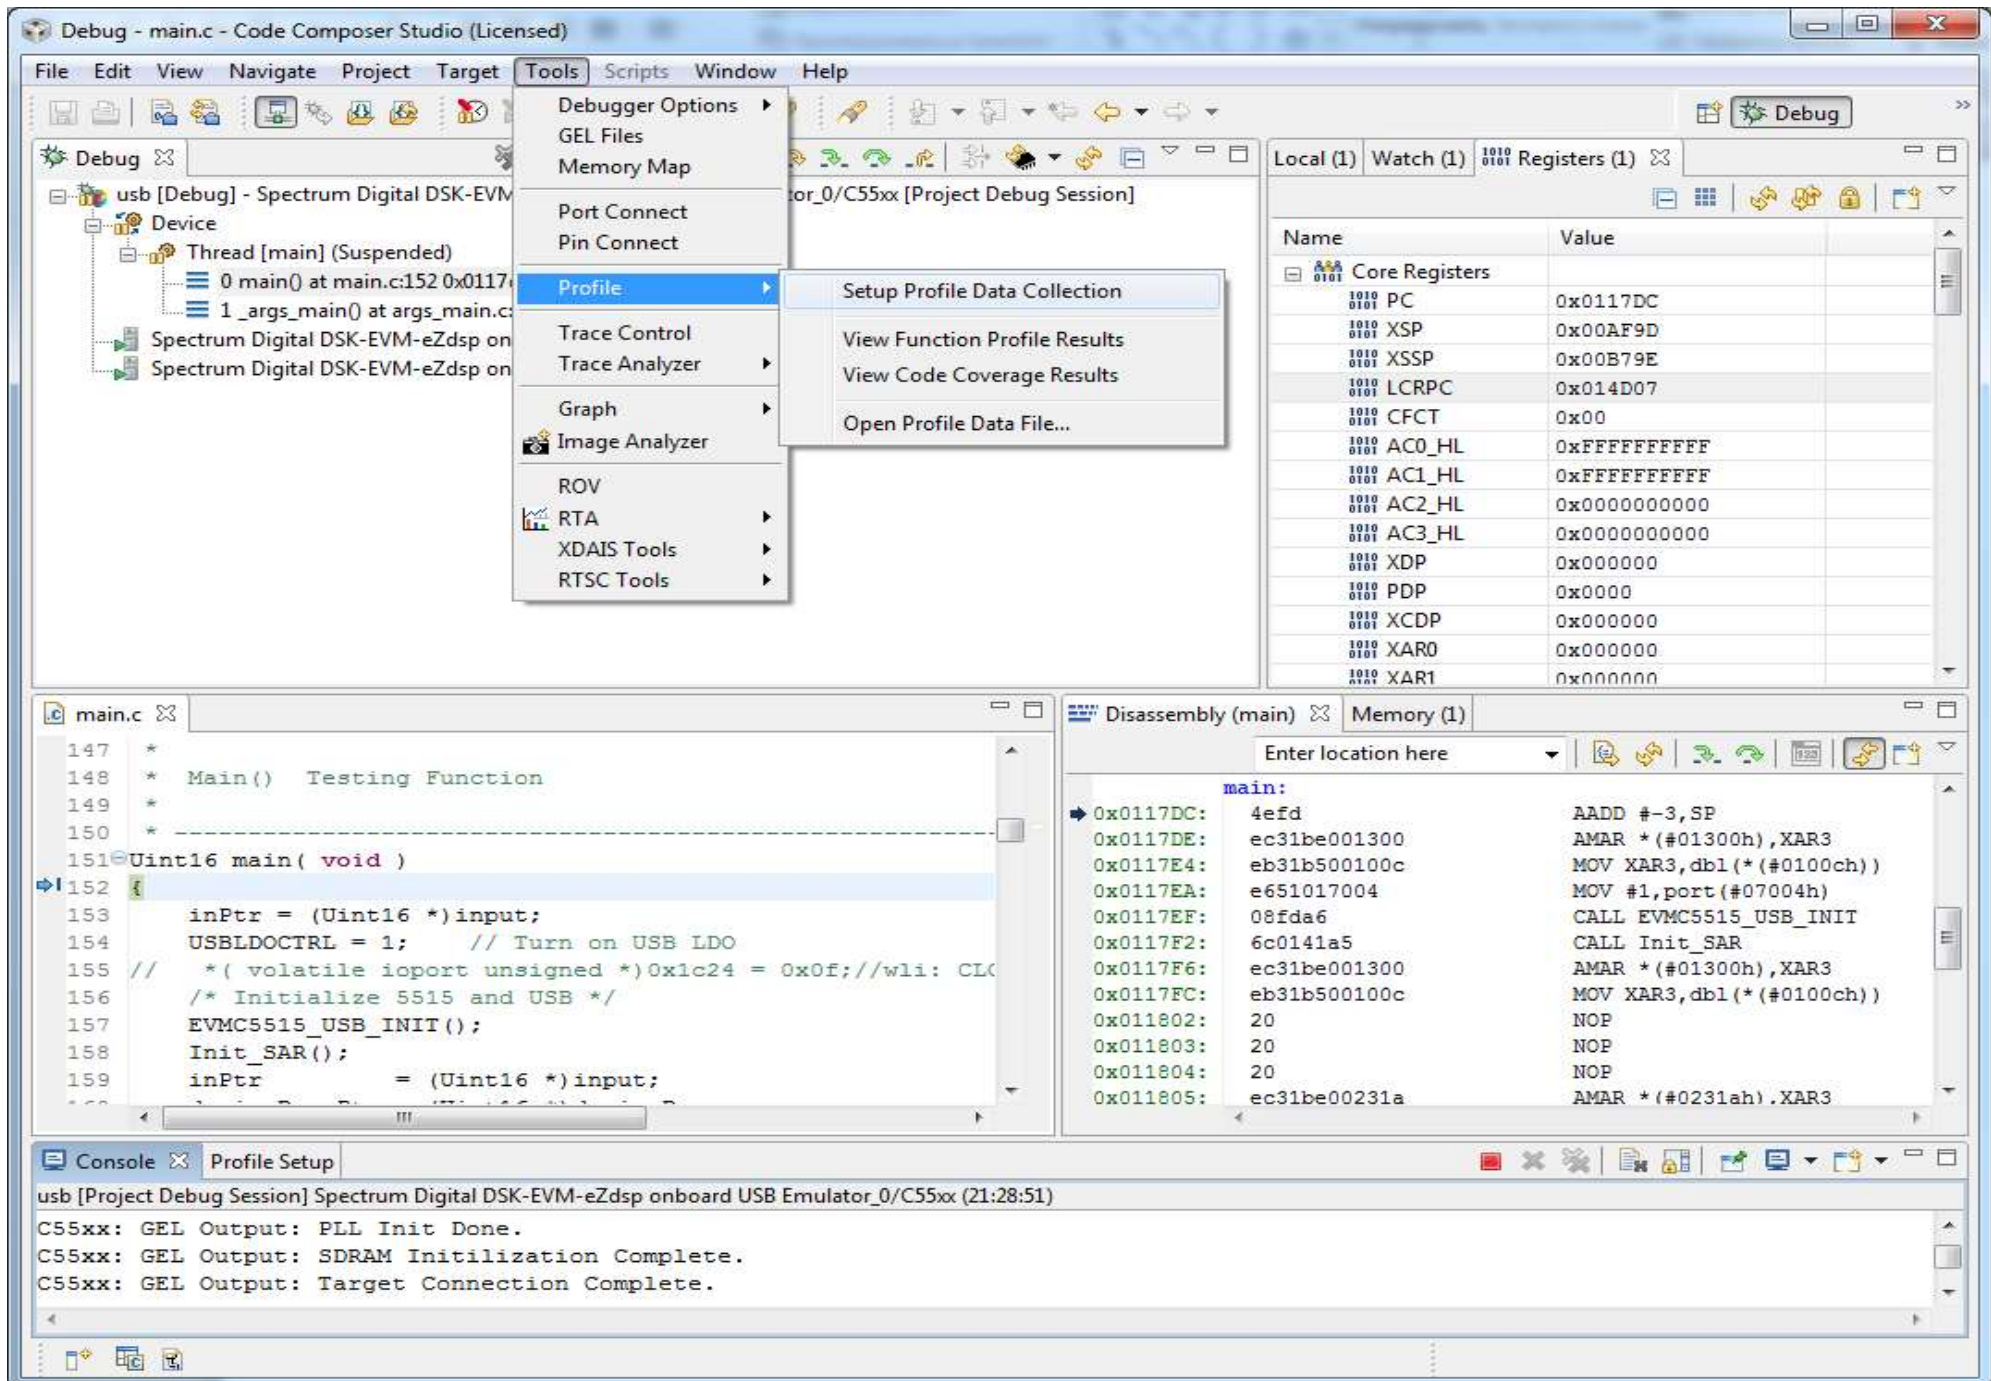 Debug - main.c - Code Composer Studio (Licensed)
File Edit View Navigate Project Target Tools Scripts Window Help
Debug
Debug
usb [Debug] - Spectrum Digital DSK-EVM
or_0/C55xx [Project Debug Session]
Device
Thread [main] (Suspended)
0 main() at main.c:152 0x0117
1 _args_main() at args_main.c:
Spectrum Digital DSK-EVM-eZdsp on
Spectrum Digital DSK-EVM-eZdsp on
Debugger Options
GEL Files
Memory Map
Port Connect
Pin Connect
Profile
Trace Control
Trace Analyzer
Graph
Image Analyzer
ROV
RTA
XDAIS Tools
RTSC Tools
Setup Profile Data Collection
View Function Profile Results
View Code Coverage Results
Open Profile Data File...
Local (1) Watch (1) Registers (1)
Name Value
Core Registers
PC 0x0117DC
XSP 0x00AF9D
XSSP 0x00B79E
LCRPC 0x014D07
CFCT 0x00
AC0_HL 0xFFFFFFFFFF
AC1_HL 0xFFFFFFFFFF
AC2_HL 0x0000000000
AC3_HL 0x0000000000
XDP 0x000000
PDP 0x0000
XCDP 0x000000
XAR0 0x000000
XAR1 0x000000
main.c
147 *
148 * Main() Testing Function
149 *
150 * ------------------------------------------------------------
151 Uint16 main( void )
152 {
153 inPtr = (Uint16 *)input;
154 USBLDOCTRL = 1; // Turn on USB LDO
155 // *( volatile ioport unsigned *)0x1c24 = 0x0f;//wli: CLC
156 /* Initialize 5515 and USB */
157 EVMC5515_USB_INIT();
158 Init_SAR();
159 inPtr = (Uint16 *)input;
Disassembly (main) Memory (1)
Enter location here
main:
0x0117DC: 4efd AADD #-3,SP
0x0117DE: ec31be001300 AMAR *(#01300h),XAR3
0x0117E4: eb31b500100c MOV XAR3,dbl(*(#0100ch))
0x0117EA: e651017004 MOV #1,port(#07004h)
0x0117EF: 08fda6 CALL EVMC5515_USB_INIT
0x0117F2: 6c0141a5 CALL Init_SAR
0x0117F6: ec31be001300 AMAR *(#01300h),XAR3
0x0117FC: eb31b500100c MOV XAR3,dbl(*(#0100ch))
0x011802: 20 NOP
0x011803: 20 NOP
0x011804: 20 NOP
0x011805: ec31be00231a AMAR *(#0231ah),XAR3
Console Profile Setup
usb [Project Debug Session] Spectrum Digital DSK-EVM-eZdsp onboard USB Emulator_0/C55xx (21:28:51)
C55xx: GEL Output: PLL Init Done.
C55xx: GEL Output: SDRAM Initilization Complete.
C55xx: GEL Output: Target Connection Complete.